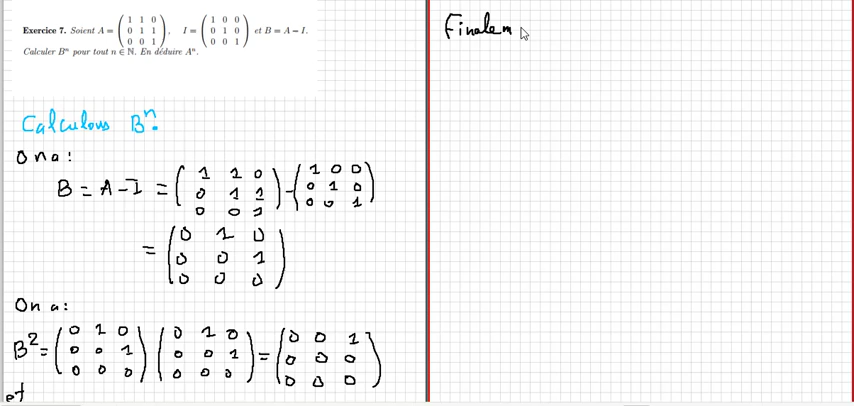 Exercice 7. Soient A = ( 1 1 0 / 0 1 1 / 0 0 1 ), I = ( 1 0 0 / 0 1 0 / 0 0 1 ) et B = A − I.
Calculer Bⁿ pour tout n ∈ ℕ. En déduire Aⁿ.
Calculons Bⁿ:
On a:
B = A − I = ( 1 1 0 / 0 1 1 / 0 0 1 ) − ( 1 0 0 / 0 1 0 / 0 0 1 )
= ( 0 1 0 / 0 0 1 / 0 0 0 )
On a:
B² = ( 0 1 0 / 0 0 1 / 0 0 0 ) ( 0 1 0 / 0 0 1 / 0 0 0 ) = ( 0 0 1 / 0 0 0 / 0 0 0 )
et
Finalem